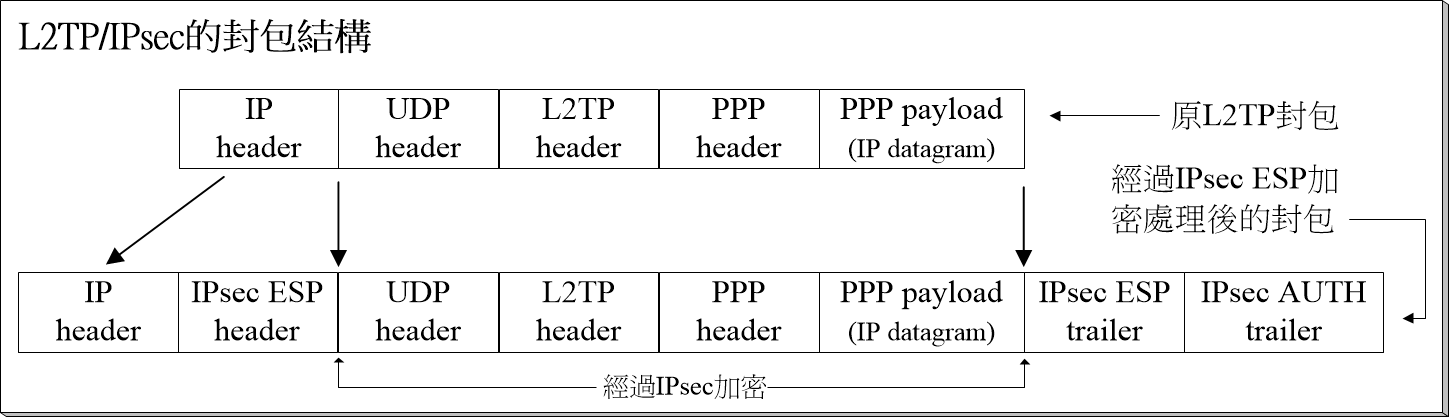 L2TP/IPsec的封包結構
IP header
UDP header
L2TP header
PPP header
PPP payload (IP datagram)
原L2TP封包
經過IPsec ESP加
密處理後的封包
IP header
IPsec ESP header
UDP header
L2TP header
PPP header
PPP payload (IP datagram)
IPsec ESP trailer
IPsec AUTH trailer
經過IPsec加密